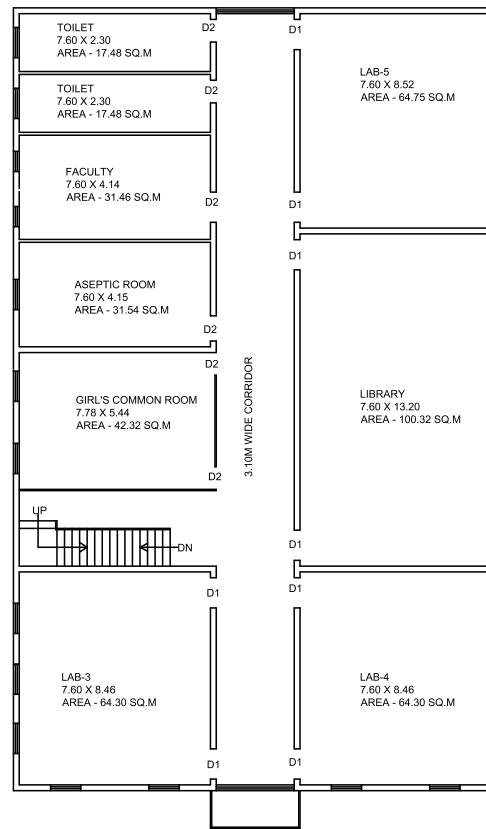 TOILET
7.60 X 2.30
AREA - 17.48 SQ.M
D2
D1
LAB-5
7.60 X 8.52
AREA - 64.75 SQ.M
TOILET
7.60 X 2.30
AREA - 17.48 SQ.M
D2
FACULTY
7.60 X 4.14
AREA - 31.46 SQ.M
D2
D1
D1
ASEPTIC ROOM
7.60 X 4.15
AREA - 31.54 SQ.M
D2
D2
GIRL'S COMMON ROOM
7.78 X 5.44
AREA - 42.32 SQ.M
D2
3.10M WIDE CORRIDOR
LIBRARY
7.60 X 13.20
AREA - 100.32 SQ.M
UP
DN
D1
D1
D1
LAB-3
7.60 X 8.46
AREA - 64.30 SQ.M
LAB-4
7.60 X 8.46
AREA - 64.30 SQ.M
D1
D1